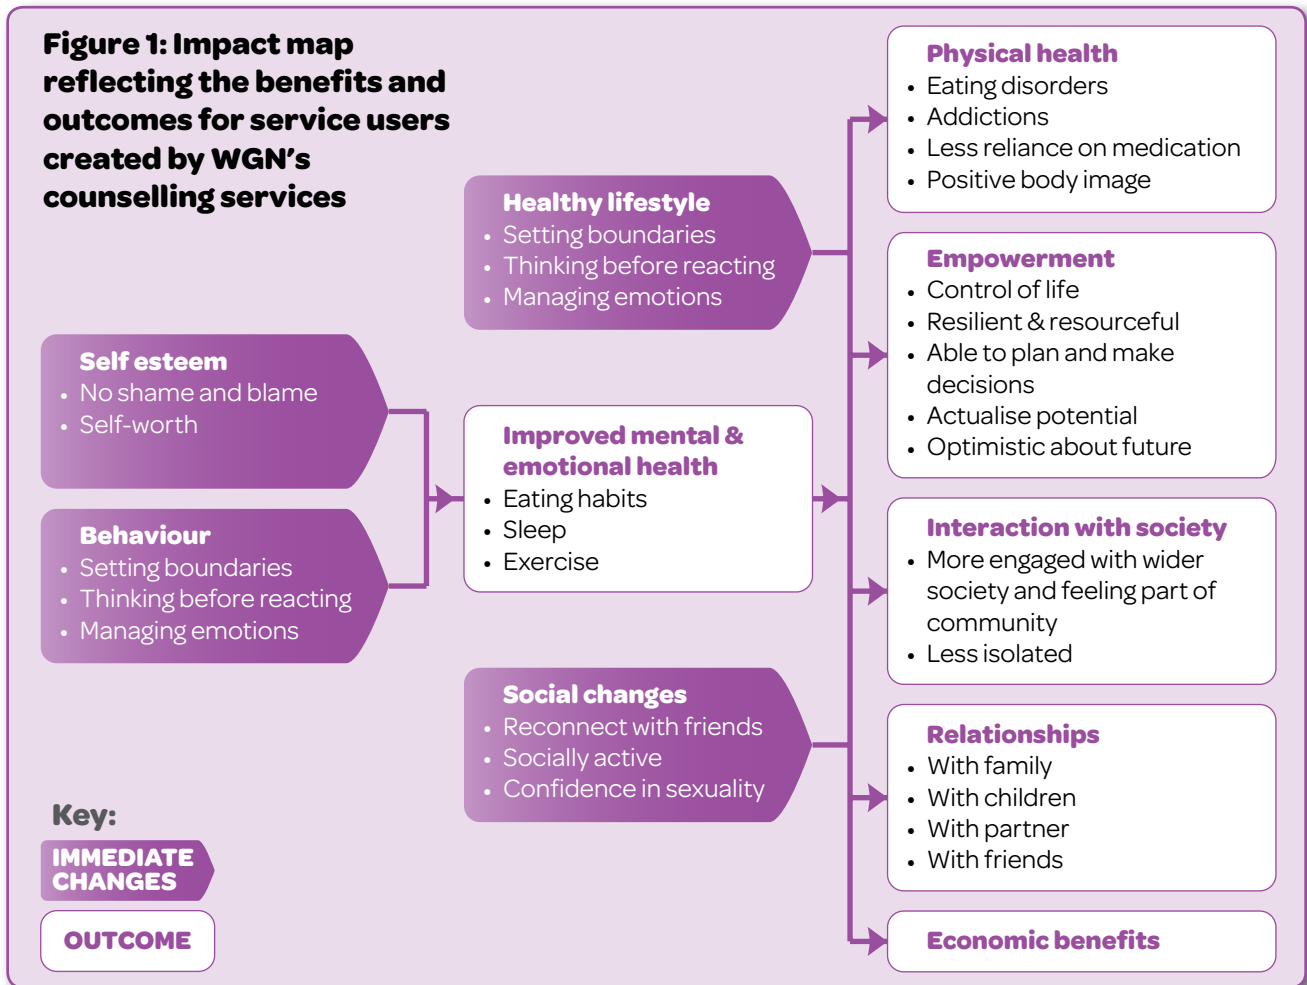 Figure 1: Impact map
reflecting the benefits and
outcomes for service users
created by WGN's
counselling services
Self esteem
• No shame and blame
• Self-worth
Behaviour
• Setting boundaries
• Thinking before reacting
• Managing emotions
Healthy lifestyle
• Setting boundaries
• Thinking before reacting
• Managing emotions
Improved mental &
emotional health
• Eating habits
• Sleep
• Exercise
Social changes
• Reconnect with friends
• Socially active
• Confidence in sexuality
Physical health
• Eating disorders
• Addictions
• Less reliance on medication
• Positive body image
Empowerment
• Control of life
• Resilient & resourceful
• Able to plan and make
decisions
• Actualise potential
• Optimistic about future
Interaction with society
• More engaged with wider
society and feeling part of
community
• Less isolated
Relationships
• With family
• With children
• With partner
• With friends
Economic benefits
Key:
IMMEDIATE
CHANGES
OUTCOME